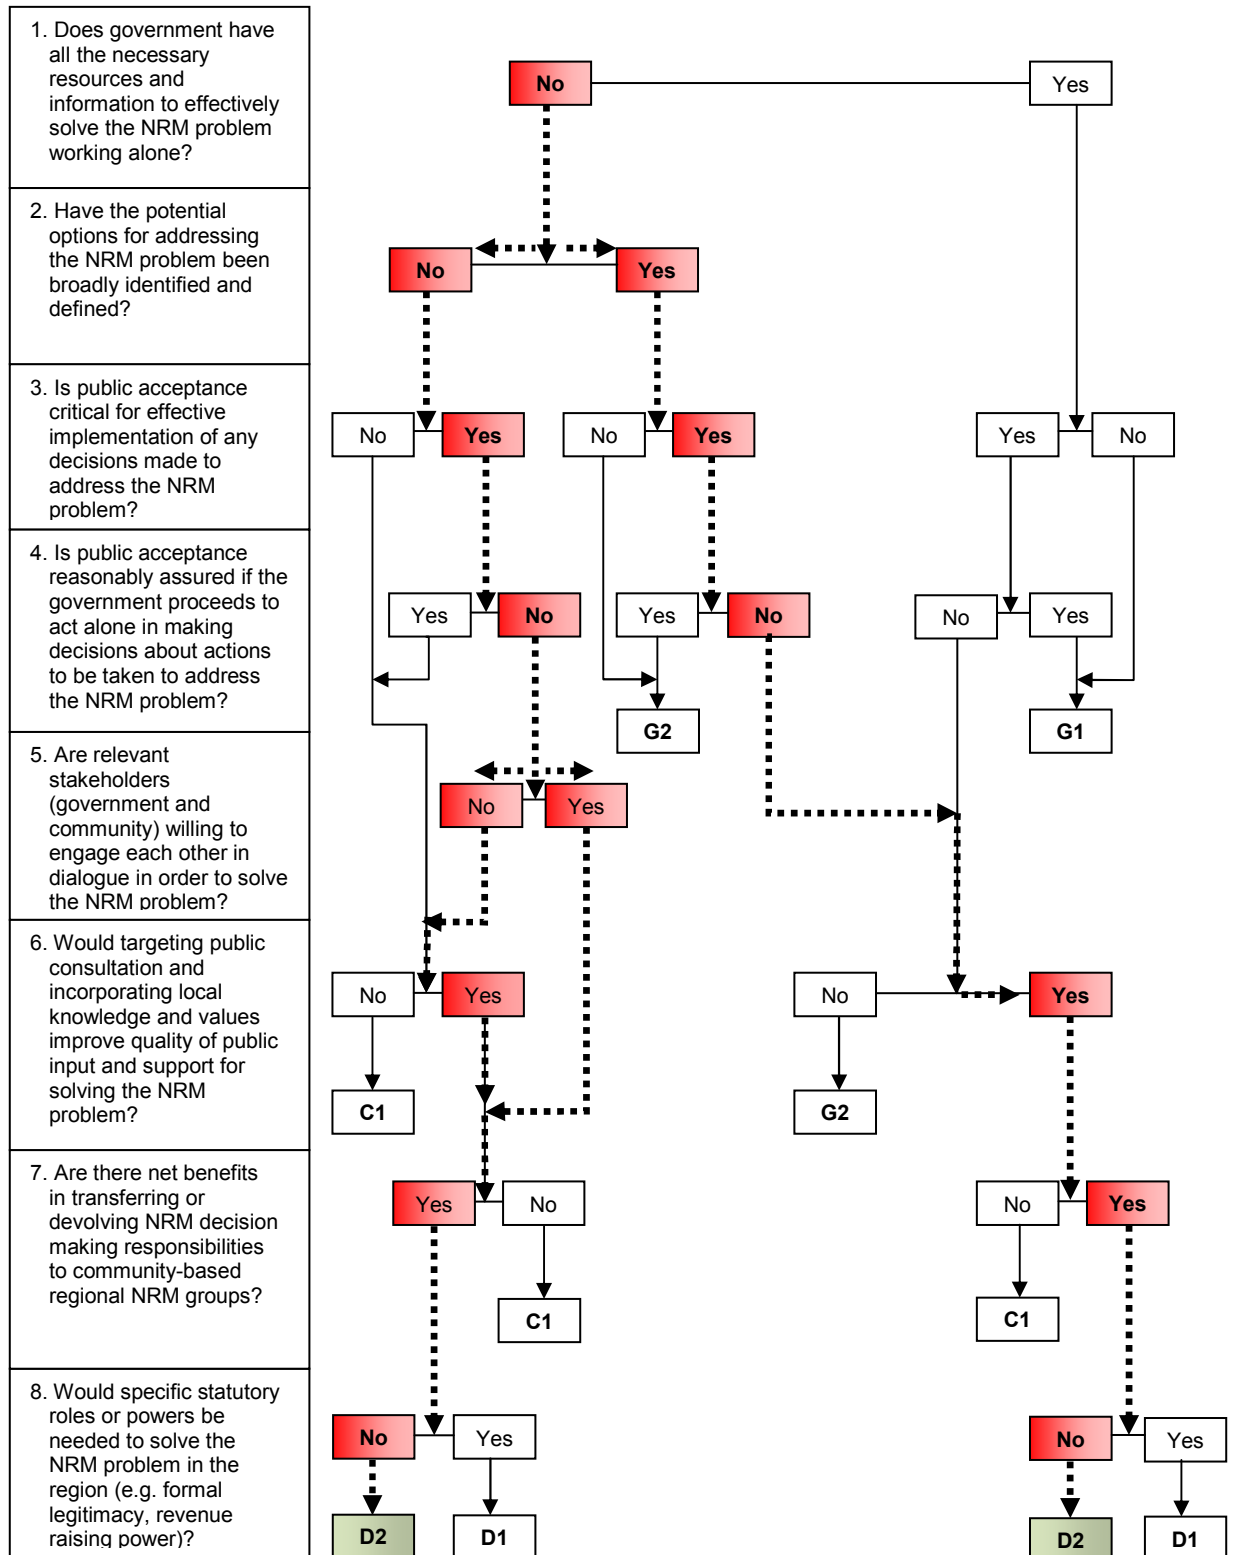 1. Does government have
all the necessary
resources and
information to effectively
solve the NRM problem
working alone?
No
Yes
2. Have the potential
options for addressing
the NRM problem been
broadly identified and
defined?
No
Yes
3. Is public acceptance
critical for effective
implementation of any
decisions made to
address the NRM
problem?
No
Yes
No
Yes
Yes
No
4. Is public acceptance
reasonably assured if the
government proceeds to
act alone in making
decisions about actions
to be taken to address
the NRM problem?
Yes
No
Yes
No
No
Yes
G2
G1
5. Are relevant
stakeholders
(government and
community) willing to
engage each other in
dialogue in order to solve
the NRM problem?
No
Yes
6. Would targeting public
consultation and
incorporating local
knowledge and values
improve quality of public
input and support for
solving the NRM
problem?
No
Yes
No
Yes
C1
G2
7. Are there net benefits
in transferring or
devolving NRM decision
making responsibilities
to community-based
regional NRM groups?
Yes
No
No
Yes
C1
C1
8. Would specific statutory
roles or powers be
needed to solve the
NRM problem in the
region (e.g. formal
legitimacy, revenue
raising power)?
No
Yes
No
Yes
D2
D1
D2
D1